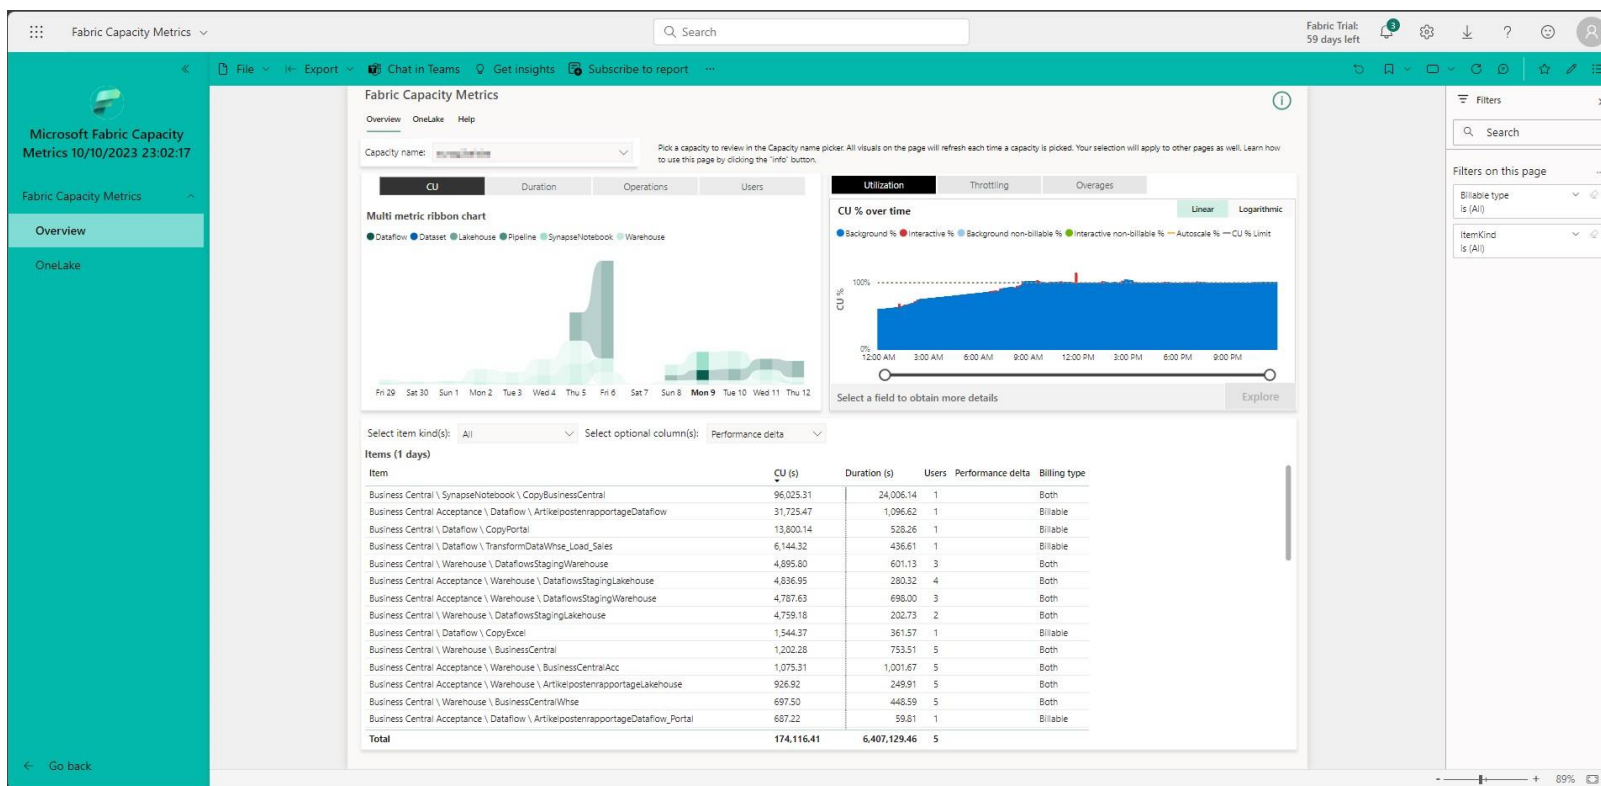 Fabric Capacity Metrics
Search
Fabric Trial:
59 days left
3
File
Export
Chat in Teams
Get insights
Subscribe to report
Microsoft Fabric Capacity
Metrics 10/10/2023 23:02:17
Fabric Capacity Metrics
Overview
OneLake
Go back
Fabric Capacity Metrics
Overview OneLake Help
Capacity name:
Pick a capacity to review in the Capacity name picker. All visuals on the page will refresh each time a capacity is picked. Your selection will apply to other pages as well. Learn how
to use this page by clicking the "info" button.
CU Duration Operations Users
Multi metric ribbon chart
Dataflow Dataset Lakehouse Pipeline SynapseNotebook Warehouse
Fri 29 Sat 30 Sun 1 Mon 2 Tue 3 Wed 4 Thu 5 Fri 6 Sat 7 Sun 8 Mon 9 Tue 10 Wed 11 Thu 12
Utilization Throttling Overages
CU % over time
Linear Logarithmic
Background % Interactive % Background non-billable % Interactive non-billable % Autoscale % CU % Limit
CU %
100%
0%
12:00 AM 3:00 AM 6:00 AM 9:00 AM 12:00 PM 3:00 PM 6:00 PM 9:00 PM
Select a field to obtain more details
Explore
Select item kind(s): All Select optional column(s): Performance delta
Items (1 days)
Item CU (s) Duration (s) Users Performance delta Billing type
Business Central \ SynapseNotebook \ CopyBusinessCentral 96,025.31 24,006.14 1 Both
Business Central Acceptance \ Dataflow \ ArtikelpostenrapportageDataflow 31,725.47 1,096.62 1 Billable
Business Central \ Dataflow \ CopyPortal 13,800.14 528.26 1 Billable
Business Central \ Dataflow \ TransformDataWhse_Load_Sales 6,144.32 436.61 1 Billable
Business Central \ Warehouse \ DataflowsStagingWarehouse 4,895.80 601.13 3 Both
Business Central Acceptance \ Warehouse \ DataflowsStagingLakehouse 4,836.95 280.32 4 Both
Business Central Acceptance \ Warehouse \ DataflowsStagingWarehouse 4,787.63 698.00 3 Both
Business Central \ Warehouse \ DataflowsStagingLakehouse 4,759.18 202.73 2 Both
Business Central \ Dataflow \ CopyExcel 1,544.37 361.57 1 Billable
Business Central \ Warehouse \ BusinessCentral 1,202.28 753.51 5 Both
Business Central Acceptance \ Warehouse \ BusinessCentralAcc 1,075.31 1,001.67 5 Both
Business Central Acceptance \ Warehouse \ ArtikelpostenrapportageLakehouse 926.92 249.91 5 Both
Business Central \ Warehouse \ BusinessCentralWhse 697.50 448.59 5 Both
Business Central Acceptance \ Dataflow \ ArtikelpostenrapportageDataflow_Portal 687.22 59.81 1 Billable
Total 174,116.41 6,407,129.46 5
Filters
Search
Filters on this page
Billable type
is (All)
ItemKind
is (All)
89%